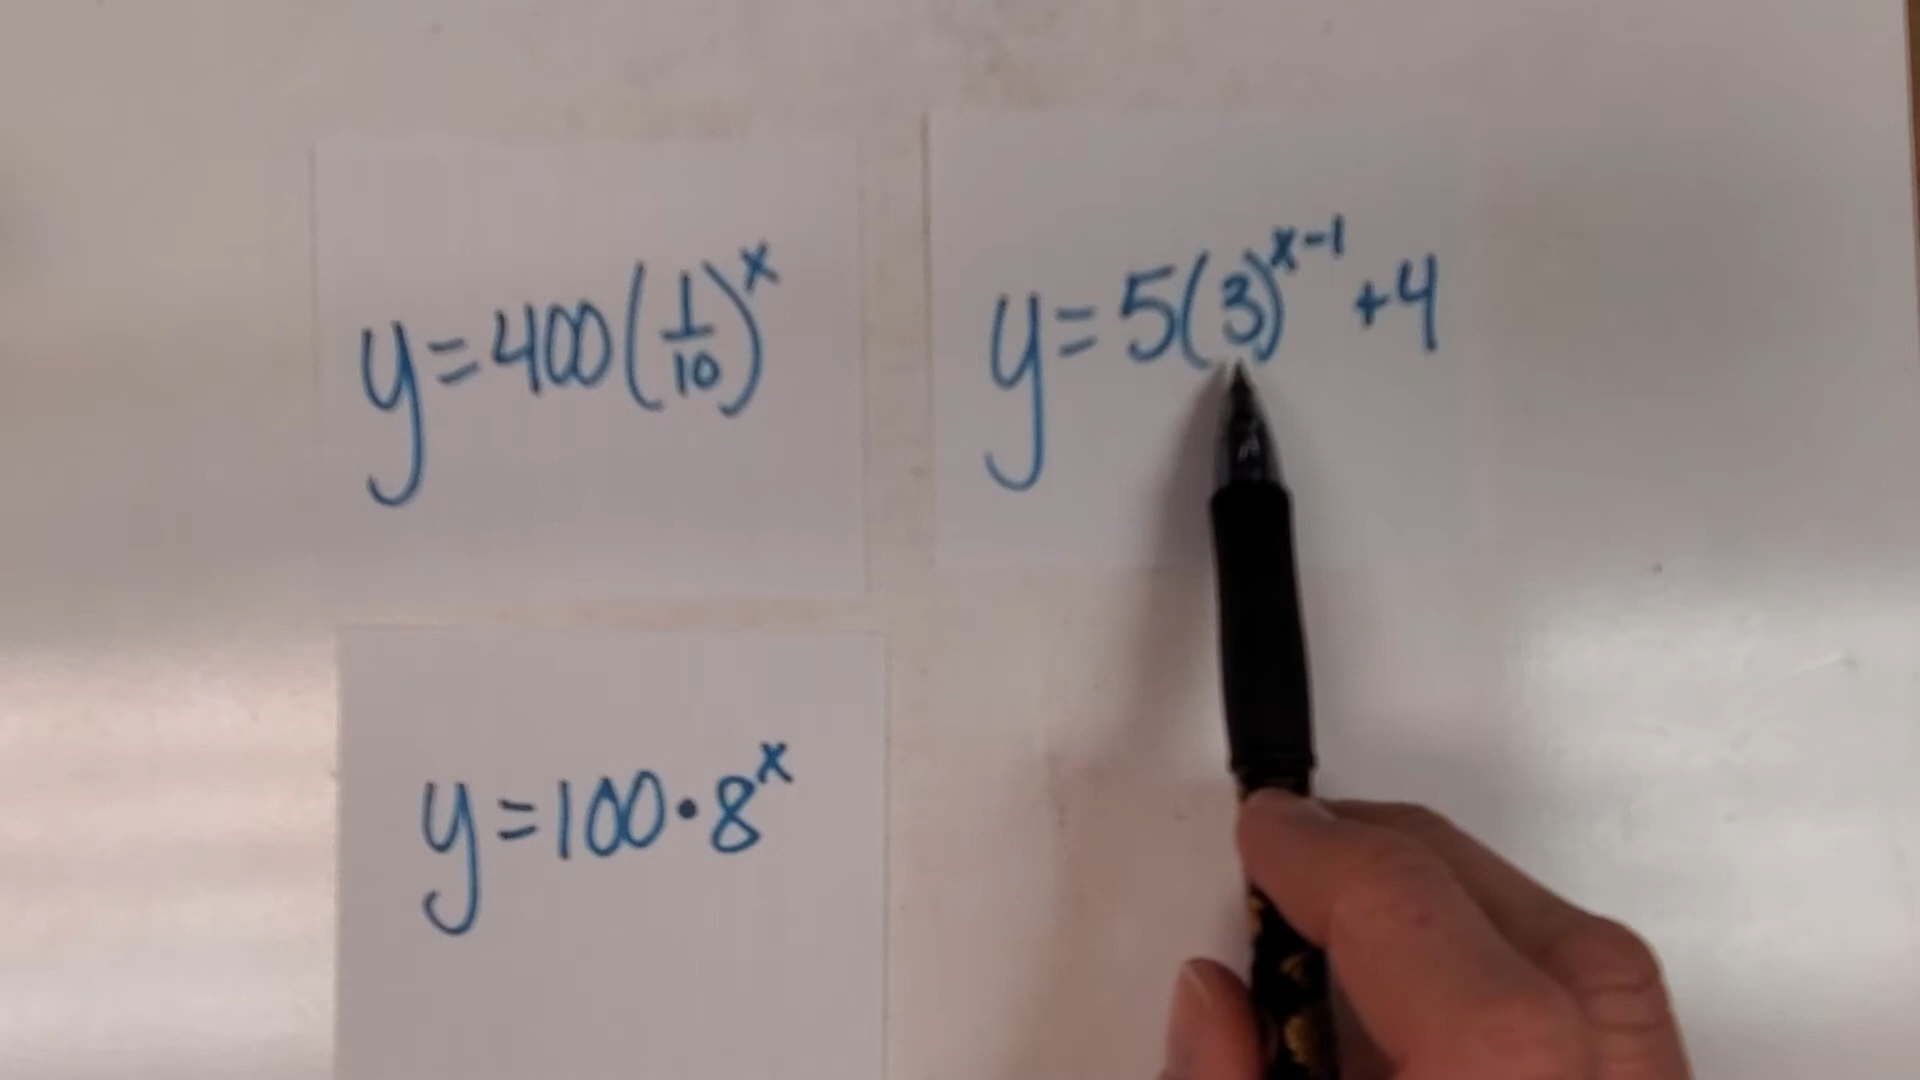 y = 400(1/10)^x
y = 5(3)^x-1 + 4
y = 100 · 8^x